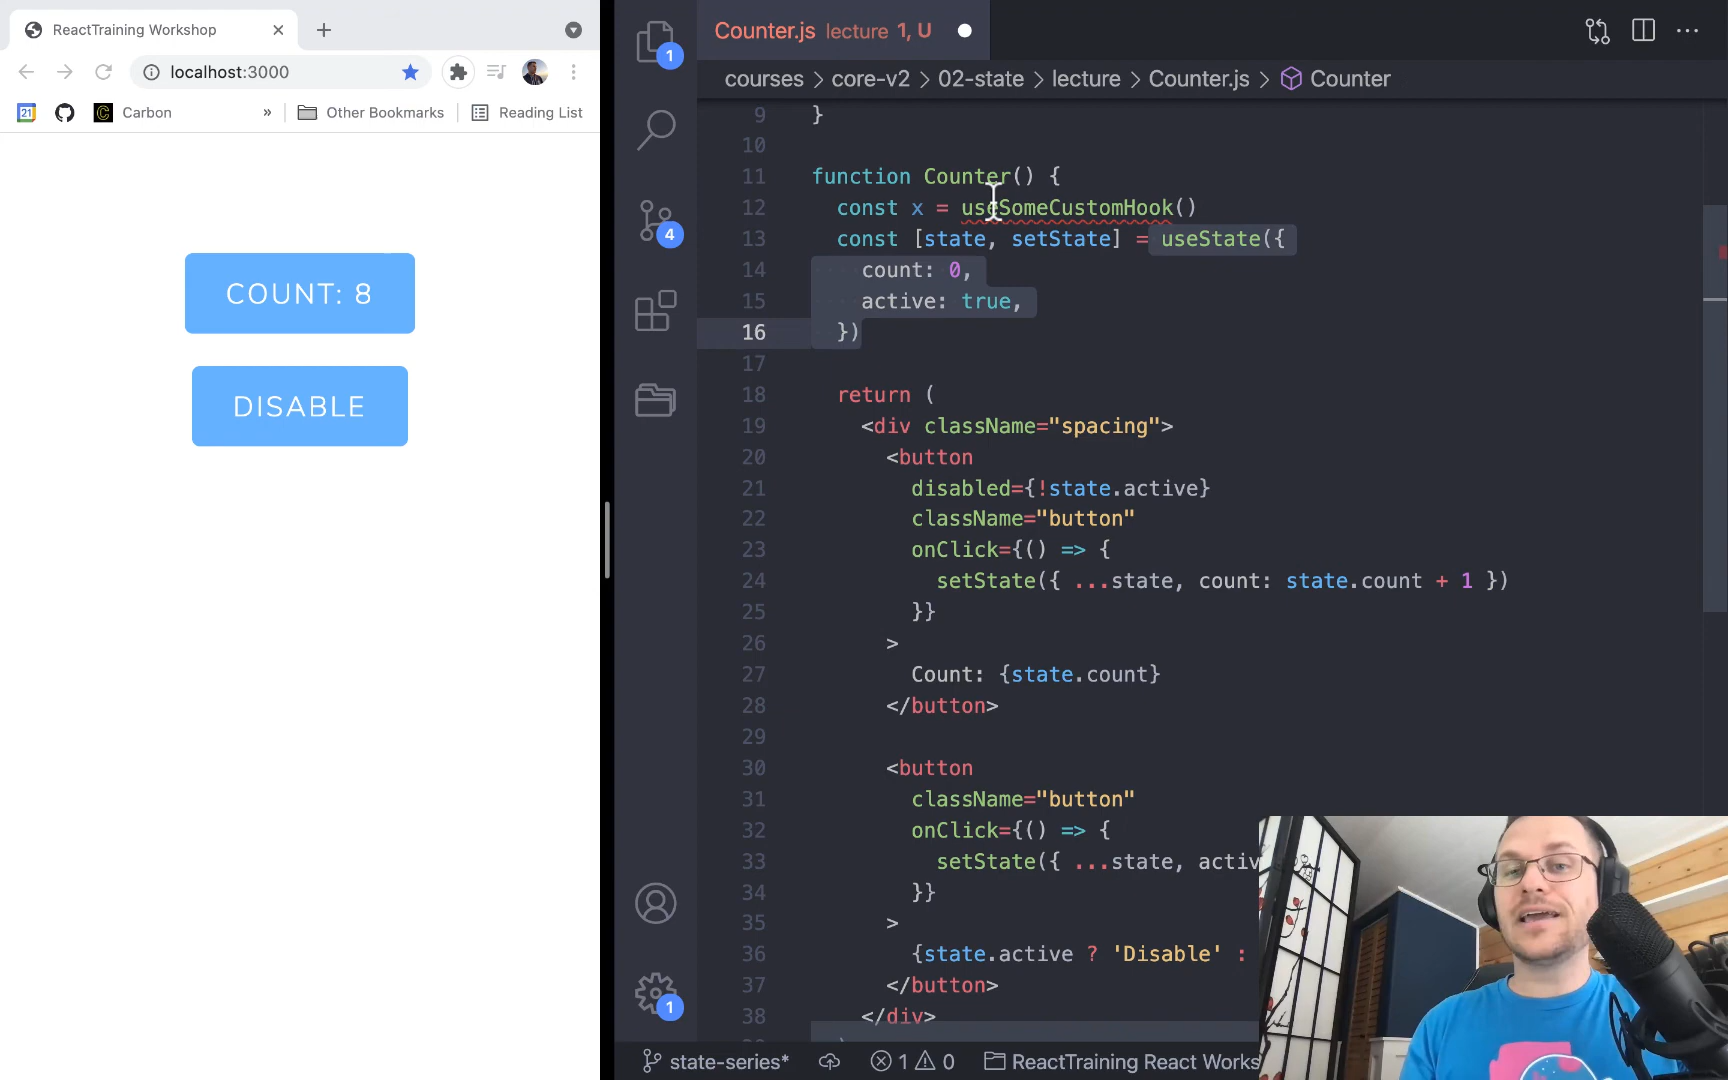 ReactTraining Workshop
localhost:3000
21
Carbon
»
Other Bookmarks
Reading List
COUNT: 8
DISABLE
1
4
1
Counter.js lecture 1, U
courses > core-v2 > 02-state > lecture > Counter.js > Counter
9 }
10
11 function Counter() {
12 const x = useSomeCustomHook()
13 const [state, setState] = useState({
14 count: 0,
15 active: true,
16 })
17
18 return (
19 <div className="spacing">
20 <button
21 disabled={!state.active}
22 className="button"
23 onClick={() => {
24 setState({ ...state, count: state.count + 1 })
25 }}
26 >
27 Count: {state.count}
28 </button>
29
30 <button
31 className="button"
32 onClick={() => {
33 setState({ ...state, activ
34 }}
35 >
36 {state.active ? 'Disable' :
37 </button>
38 </div>
state-series* 1 0 ReactTraining React Works